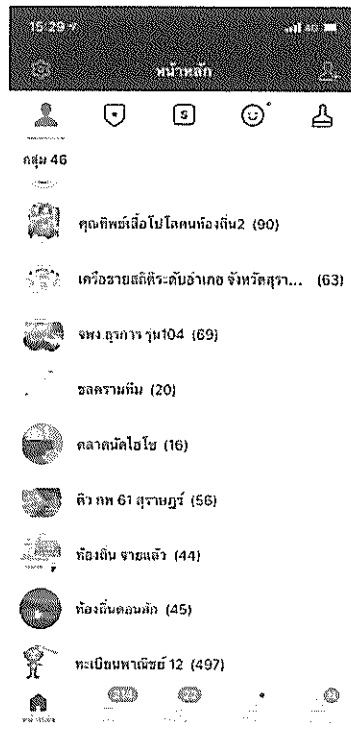 15:29
4G
หน้าหลัก
S
กลุ่ม 46
คุณทิพย์เสื้อโปโลคนท้องถิ่น2 (90)
เครือข่ายสถิติระดับอำเภอ จังหวัดสุรา... (63)
จพง.ธุรการ รุ่น104 (69)
ชลครามทีม (20)
ตลาดนัดไฮโซ (16)
ติว กพ 61 สุราษฎร์ (56)
ท้องถิ่น จ่ายแล้ว (44)
ท้องถิ่นดอนสัก (45)
ทะเบียนพาณิชย์ 12 (497)